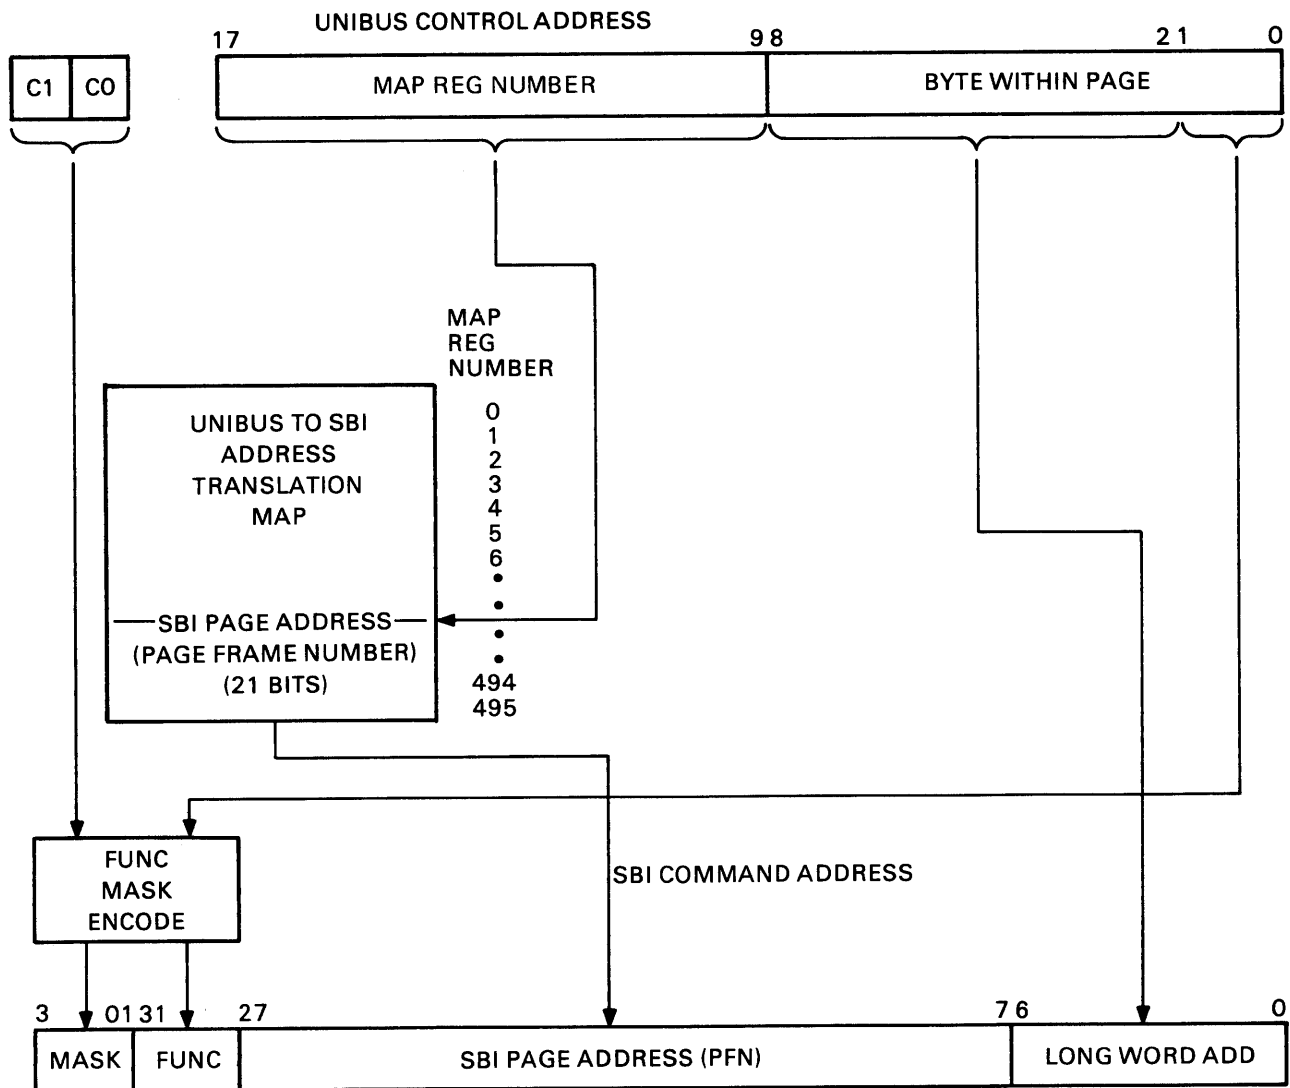 UNIBUS CONTROL ADDRESS
17 9 8 2 1 0
C1 C0 MAP REG NUMBER BYTE WITHIN PAGE
MAP
REG
NUMBER
0
1
2
3
4
5
6
494
495
UNIBUS TO SBI
ADDRESS
TRANSLATION
MAP
SBI PAGE ADDRESS
(PAGE FRAME NUMBER)
(21 BITS)
FUNC
MASK
ENCODE
SBI COMMAND ADDRESS
3 01 31 27 7 6 0
MASK FUNC SBI PAGE ADDRESS (PFN) LONG WORD ADD